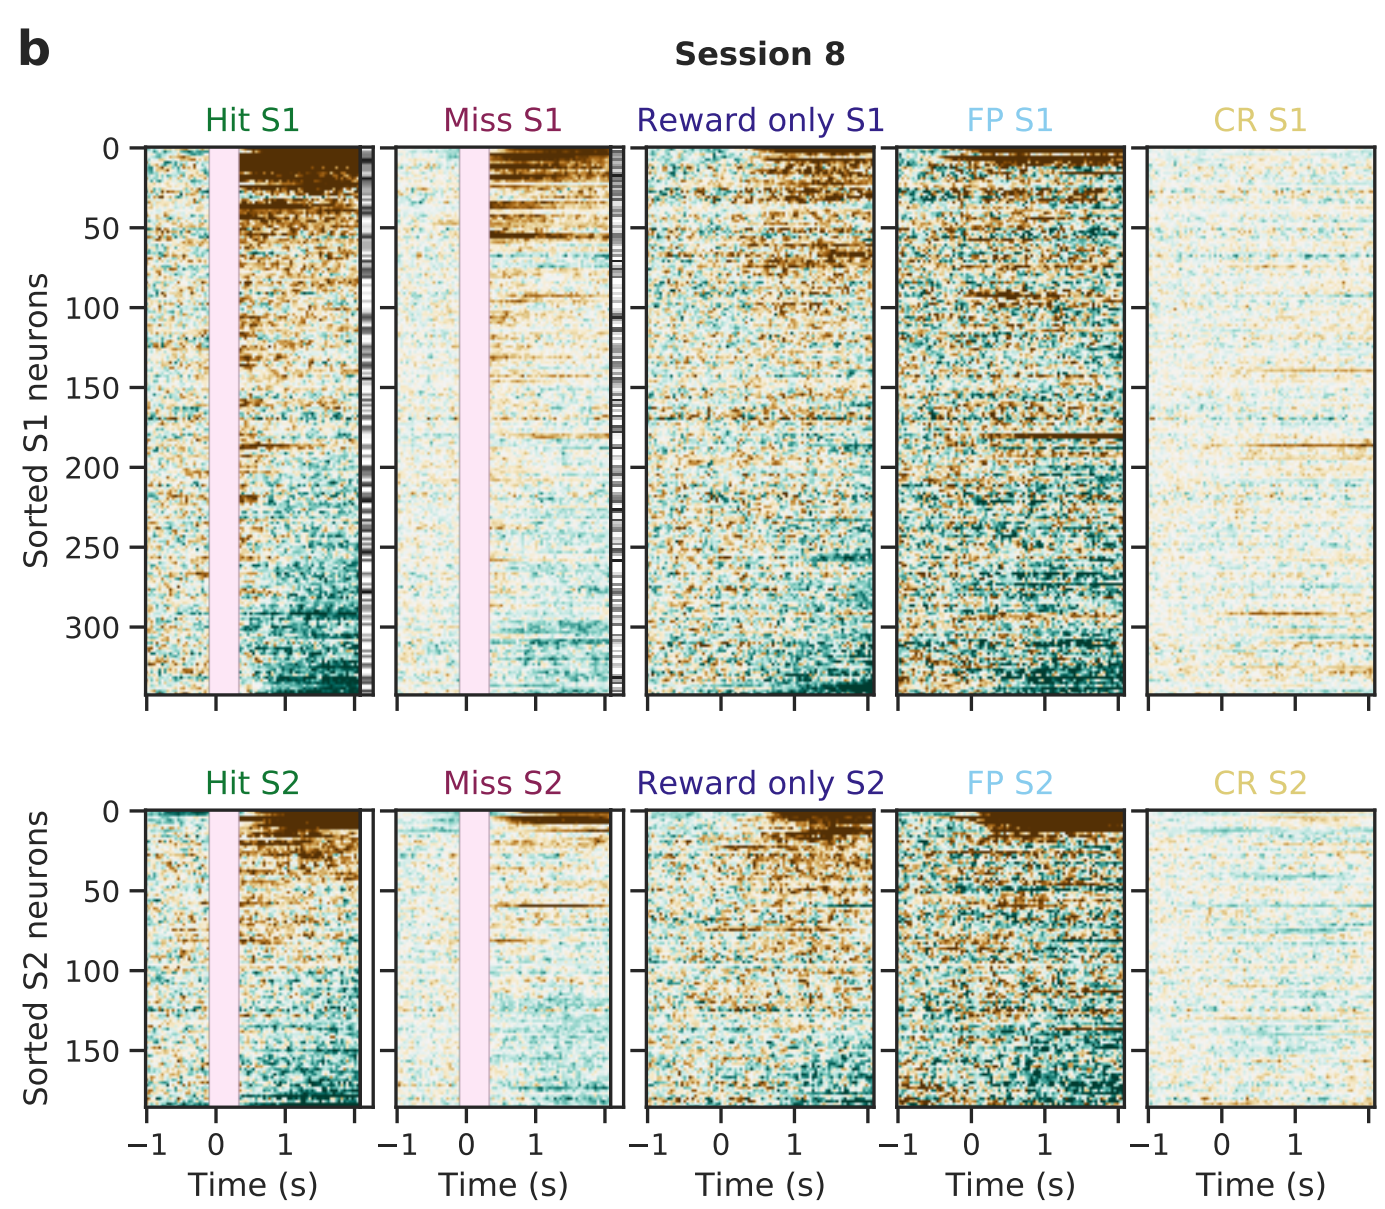 b
Session 8
Hit S1 Miss S1 Reward only S1 FP S1 CR S1
Sorted S1 neurons
0
50
100
150
200
250
300
Hit S2 Miss S2 Reward only S2 FP S2 CR S2
Sorted S2 neurons
0
50
100
150
−1 0 1 −1 0 1 −1 0 1 −1 0 1 −1 0 1
Time (s) Time (s) Time (s) Time (s) Time (s)